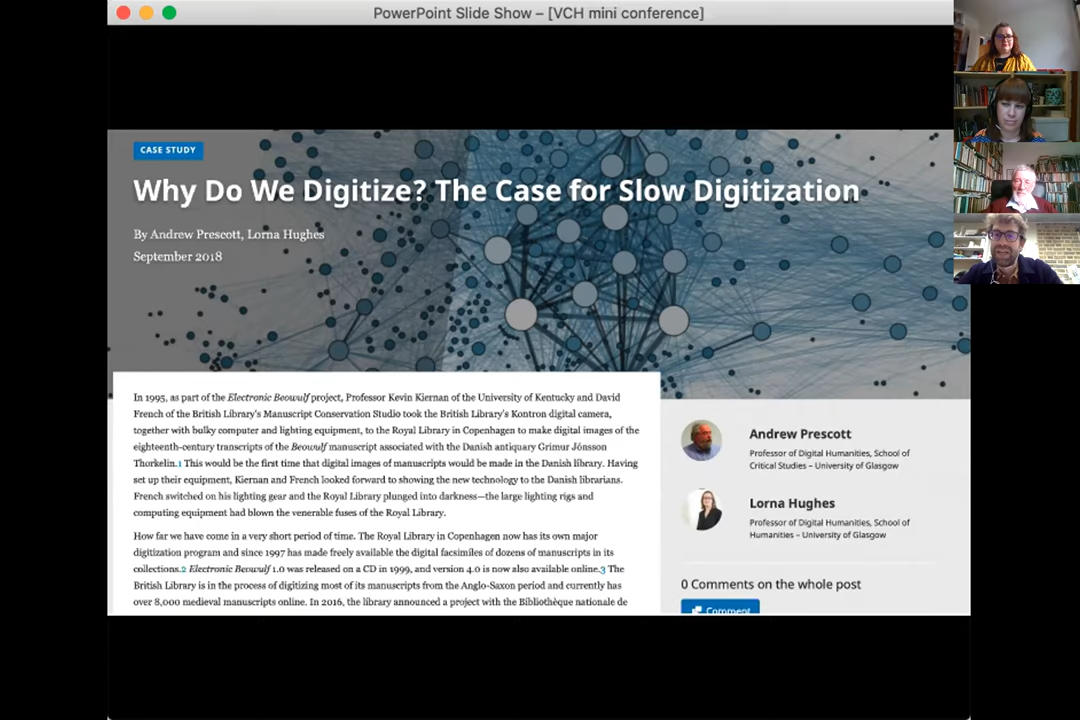 PowerPoint Slide Show – [VCH mini conference]
CASE STUDY
Why Do We Digitize? The Case for Slow Digitization
By Andrew Prescott, Lorna Hughes
September 2018
In 1995, as part of the Electronic Beowulf project, Professor Kevin Kiernan of the University of Kentucky and David
French of the British Library's Manuscript Conservation Studio took the British Library's Kontron digital camera,
together with bulky computer and lighting equipment, to the Royal Library in Copenhagen to make digital images of the
eighteenth-century transcripts of the Beowulf manuscript associated with the Danish antiquary Grímur Jónsson
Thorkelin.1 This would be the first time that digital images of manuscripts would be made in the Danish library. Having
set up their equipment, Kiernan and French looked forward to showing the new technology to the Danish librarians.
French switched on his lighting gear and the Royal Library plunged into darkness—the large lighting rigs and
computing equipment had blown the venerable fuses of the Royal Library.
How far we have come in a very short period of time. The Royal Library in Copenhagen now has its own major
digitization program and since 1997 has made freely available the digital facsimiles of dozens of manuscripts in its
collections.2 Electronic Beowulf 1.0 was released on a CD in 1999, and version 4.0 is now also available online.3 The
British Library is in the process of digitizing most of its manuscripts from the Anglo-Saxon period and currently has
over 8,000 medieval manuscripts online. In 2016, the library announced a project with the Bibliothèque nationale de
Andrew Prescott
Professor of Digital Humanities, School of
Critical Studies – University of Glasgow
Lorna Hughes
Professor of Digital Humanities, School of
Humanities – University of Glasgow
0 Comments on the whole post
Comment